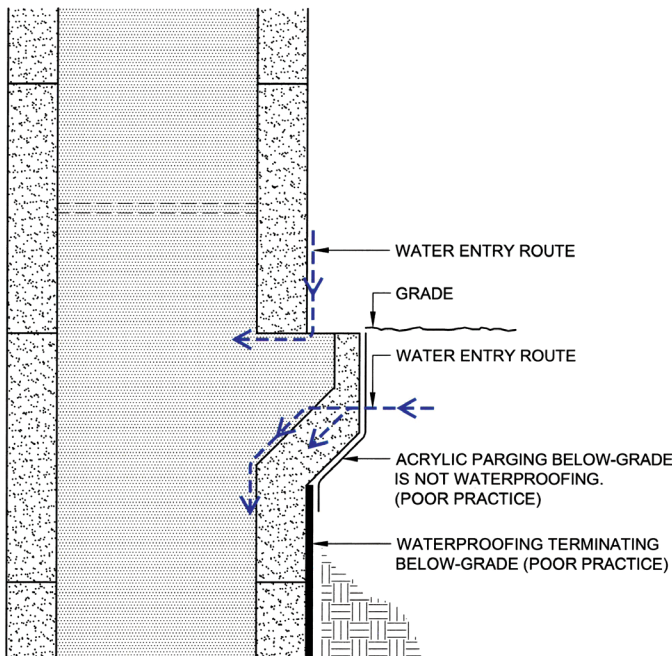 WATER ENTRY ROUTE
GRADE
WATER ENTRY ROUTE
ACRYLIC PARGING BELOW-GRADE
IS NOT WATERPROOFING.
(POOR PRACTICE)
WATERPROOFING TERMINATING
BELOW-GRADE (POOR PRACTICE)